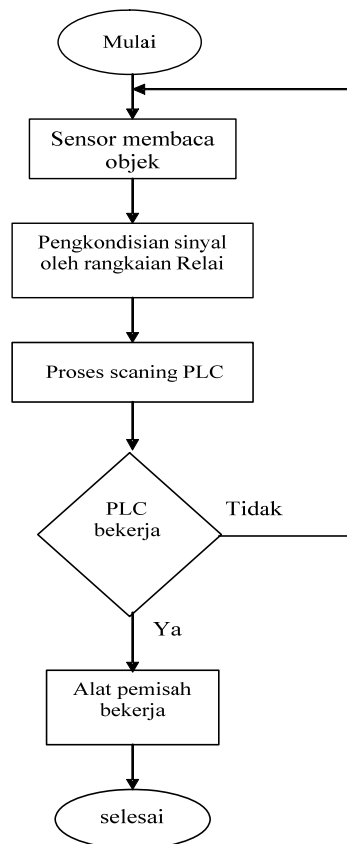 Mulai
Sensor membaca
objek
Pengkondisian sinyal
oleh rangkaian Relai
Proses scaning PLC
PLC
bekerja
Tidak
Ya
Alat pemisah
bekerja
selesai